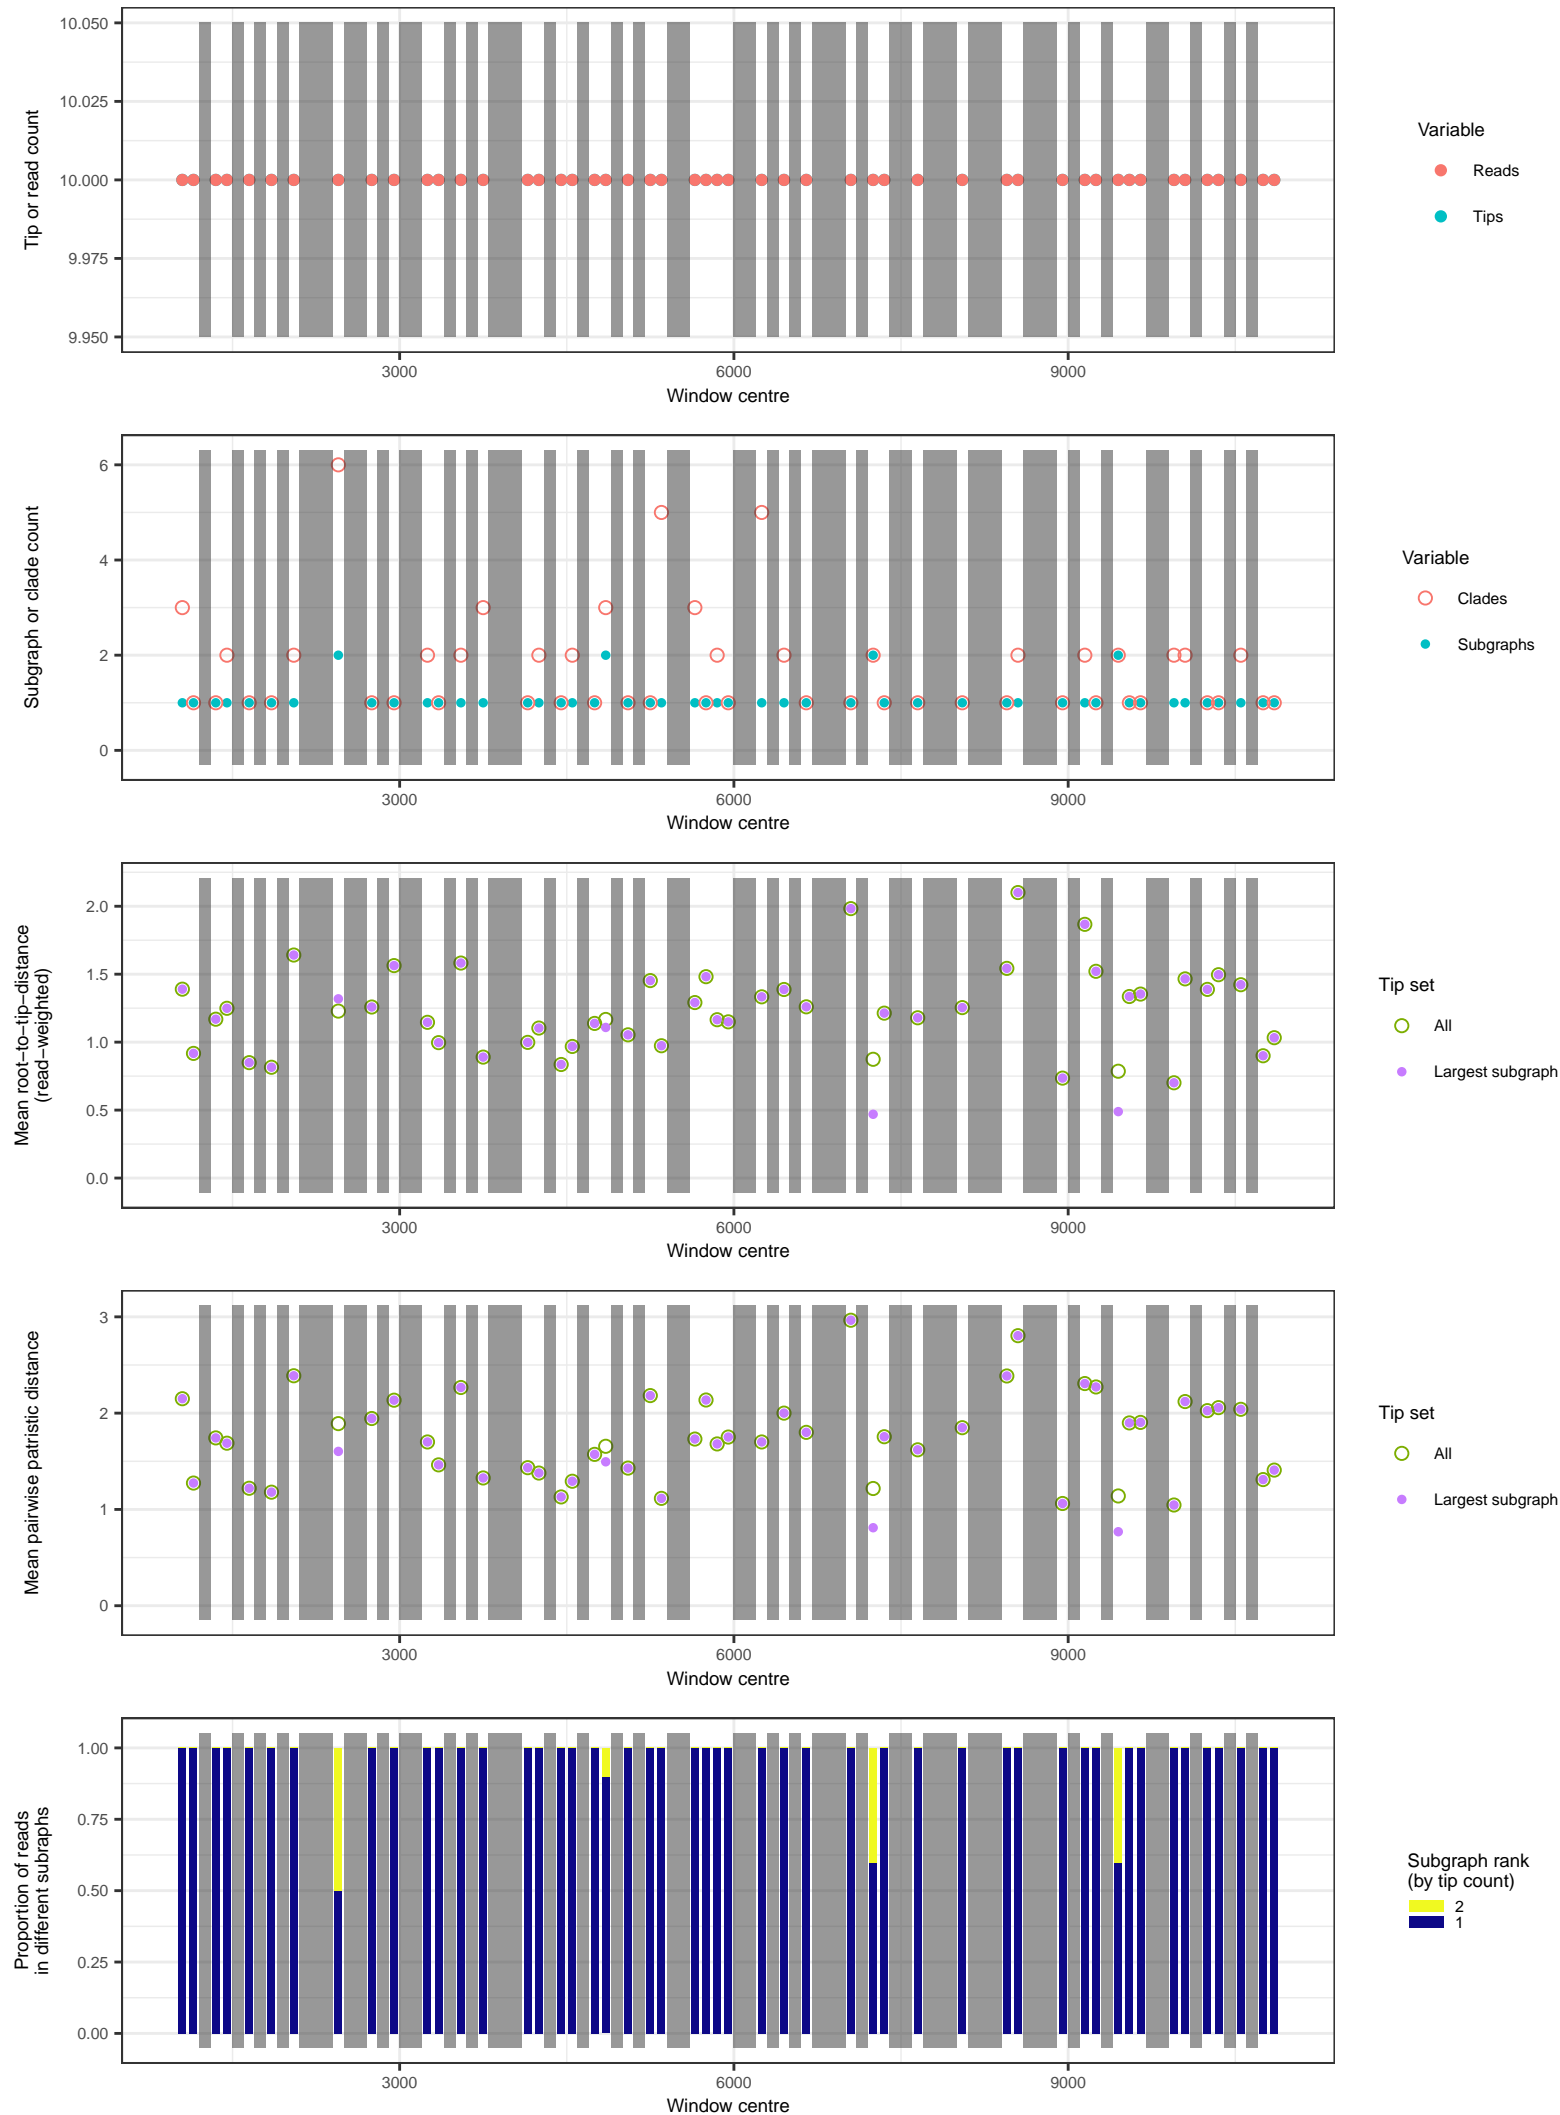 10.050
10.025
10.000
9.975
9.950
Tip or read count
3000
6000
9000
Window centre
Variable
Reads
Tips
6
4
2
0
Subgraph or clade count
3000
6000
9000
Window centre
Variable
Clades
Subgraphs
2.0
1.5
1.0
0.5
0.0
Mean root−to−tip−distance
(read−weighted)
3000
6000
9000
Window centre
Tip set
All
Largest subgraph
3
2
1
0
Mean pairwise patristic distance
3000
6000
9000
Window centre
Tip set
All
Largest subgraph
1.00
0.75
0.50
0.25
0.00
Proportion of reads
in different subraphs
3000
6000
9000
Window centre
Subgraph rank
(by tip count)
2
1